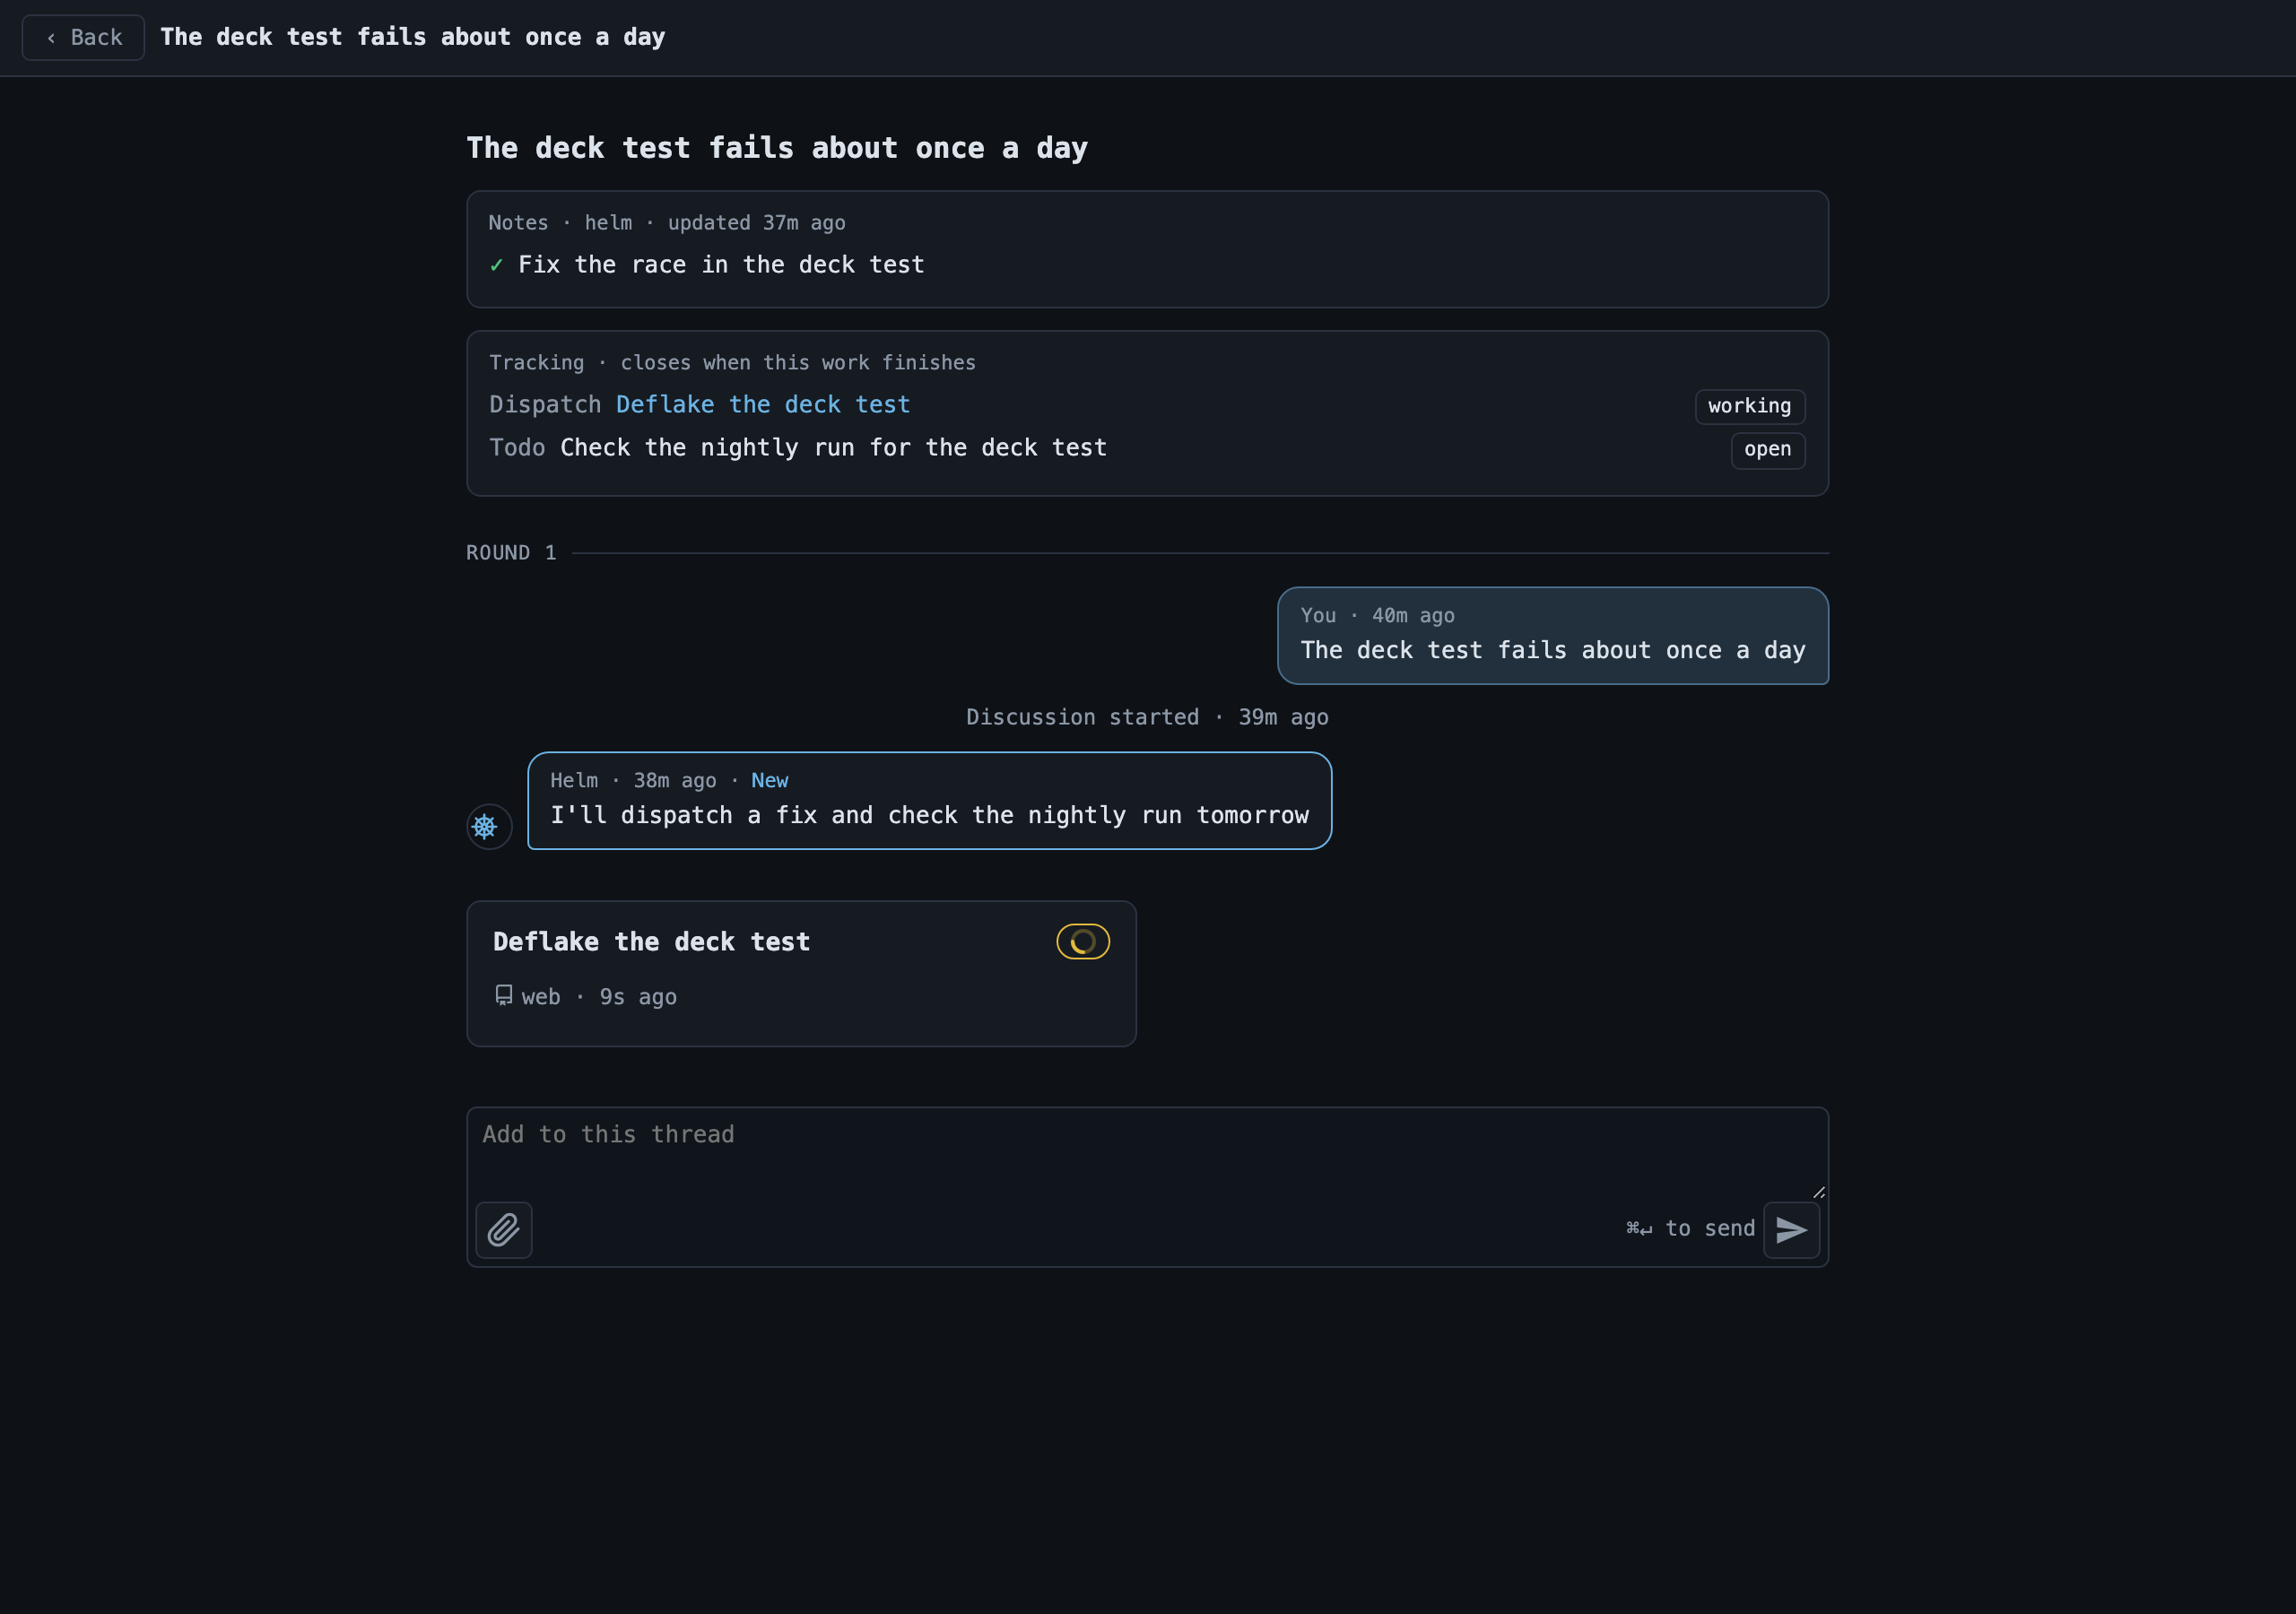 ‹ Back The deck test fails about once a day
The deck test fails about once a day
Notes · helm · updated 37m ago
✓ Fix the race in the deck test
Tracking · closes when this work finishes
Dispatch Deflake the deck test working
Todo Check the nightly run for the deck test open
ROUND 1
You · 40m ago
The deck test fails about once a day
Discussion started · 39m ago
Helm · 38m ago · New
I'll dispatch a fix and check the nightly run tomorrow
Deflake the deck test
web · 9s ago
Add to this thread
⌘↵ to send